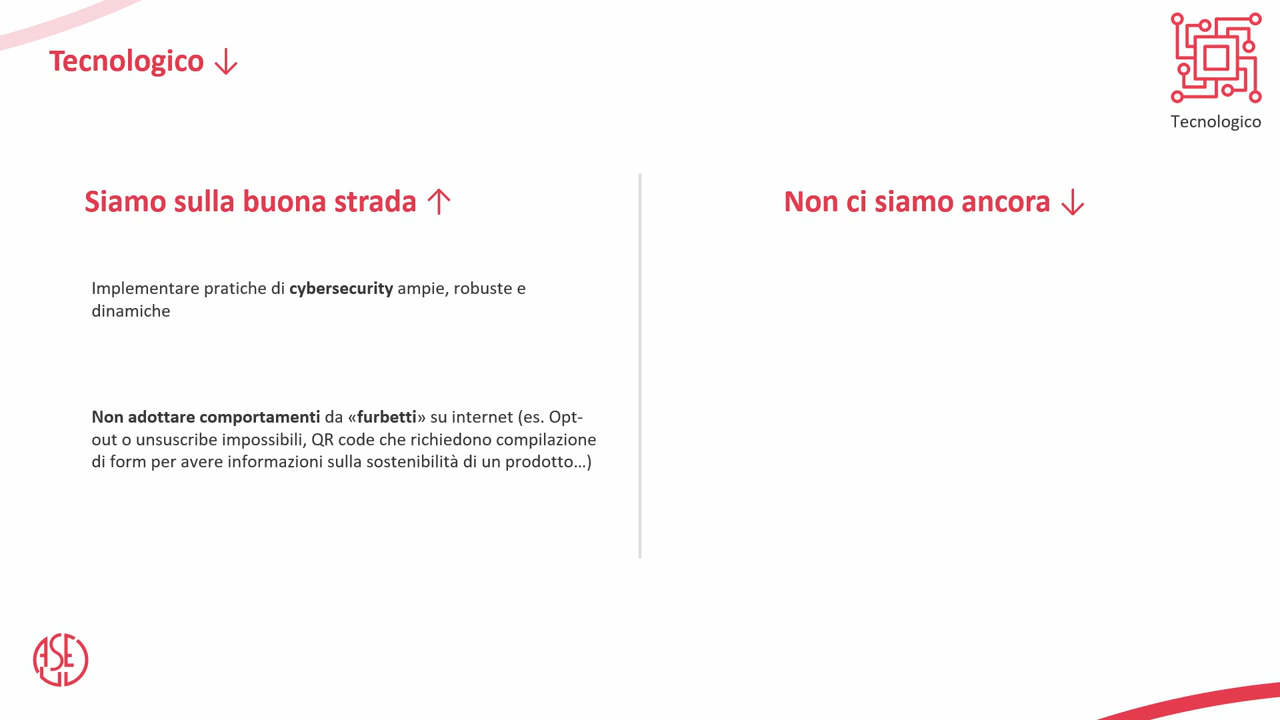 Tecnologico ↓
Tecnologico
Siamo sulla buona strada ↑
Implementare pratiche di cybersecurity ampie, robuste e
dinamiche
Non adottare comportamenti da «furbetti» su internet (es. Opt-
out o unsuscribe impossibili, QR code che richiedono compilazione
di form per avere informazioni sulla sostenibilità di un prodotto…)
Non ci siamo ancora ↓